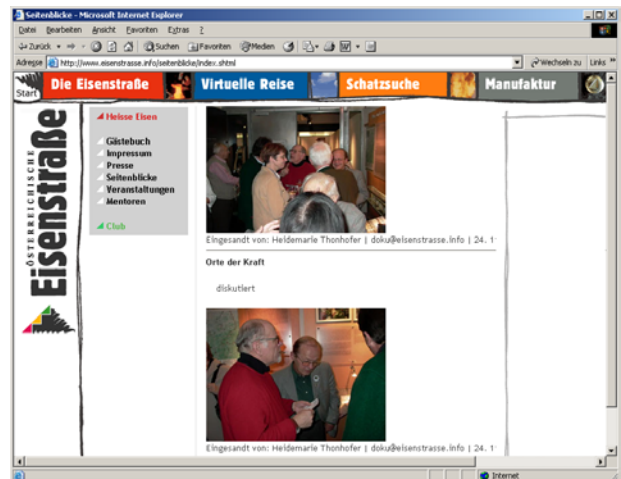 Seitenblicke - Microsoft Internet Explorer
Datei Bearbeiten Ansicht Favoriten Extras ?
Zurück Suchen Favoriten Medien
Adresse http://www.eisenstrasse.info/seitenblicke/index.shtml Wechseln zu Links »
Start Die Eisenstraße Virtuelle Reise Schatzsuche Manufaktur
ÖSTERREICHISCHE
Eisenstraße
Heisse Eisen
Gästebuch
Impressum
Presse
Seitenblicke
Veranstaltungen
Mentoren
Club
Eingesandt von: Heidemarie Thonhofer | doku@eisenstrasse.info | 24. 1
Orte der Kraft
diskutiert
Eingesandt von: Heidemarie Thonhofer | doku@eisenstrasse.info | 24. 1
Internet